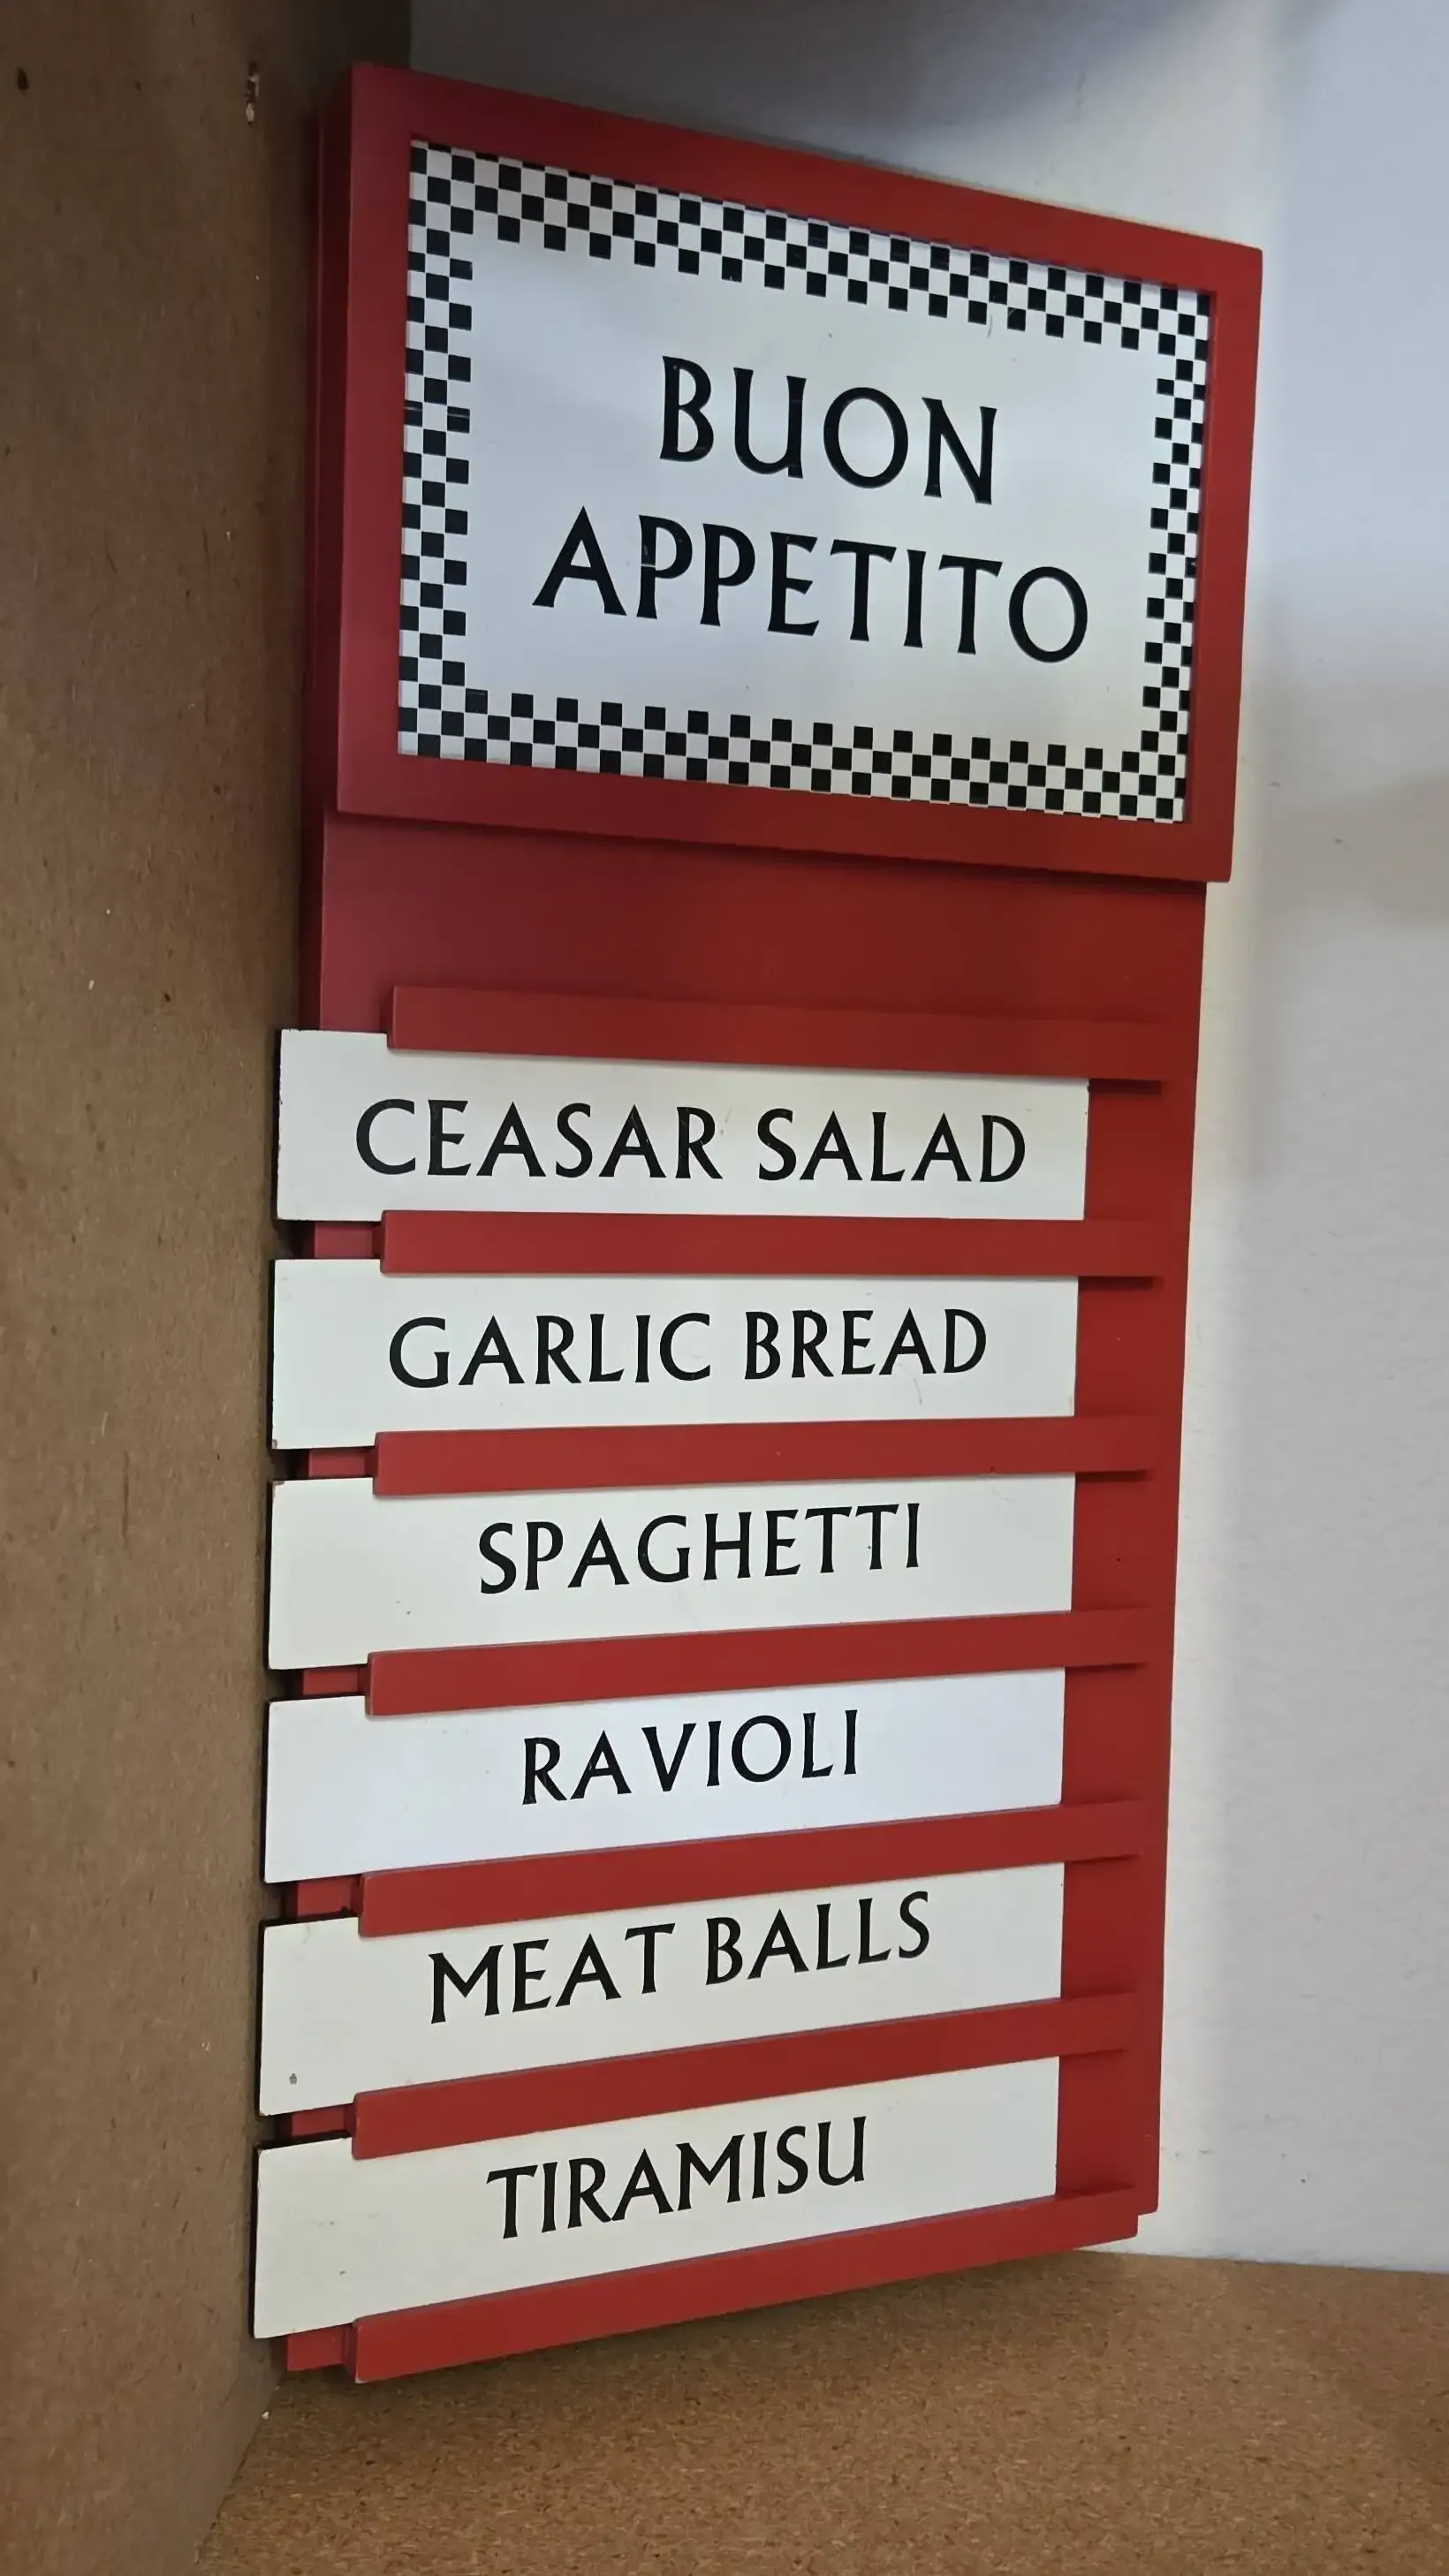 BUON
APPETITO
CEASAR SALAD
GARLIC BREAD
SPAGHETTI
RAVIOLI
MEAT BALLS
TIRAMISU